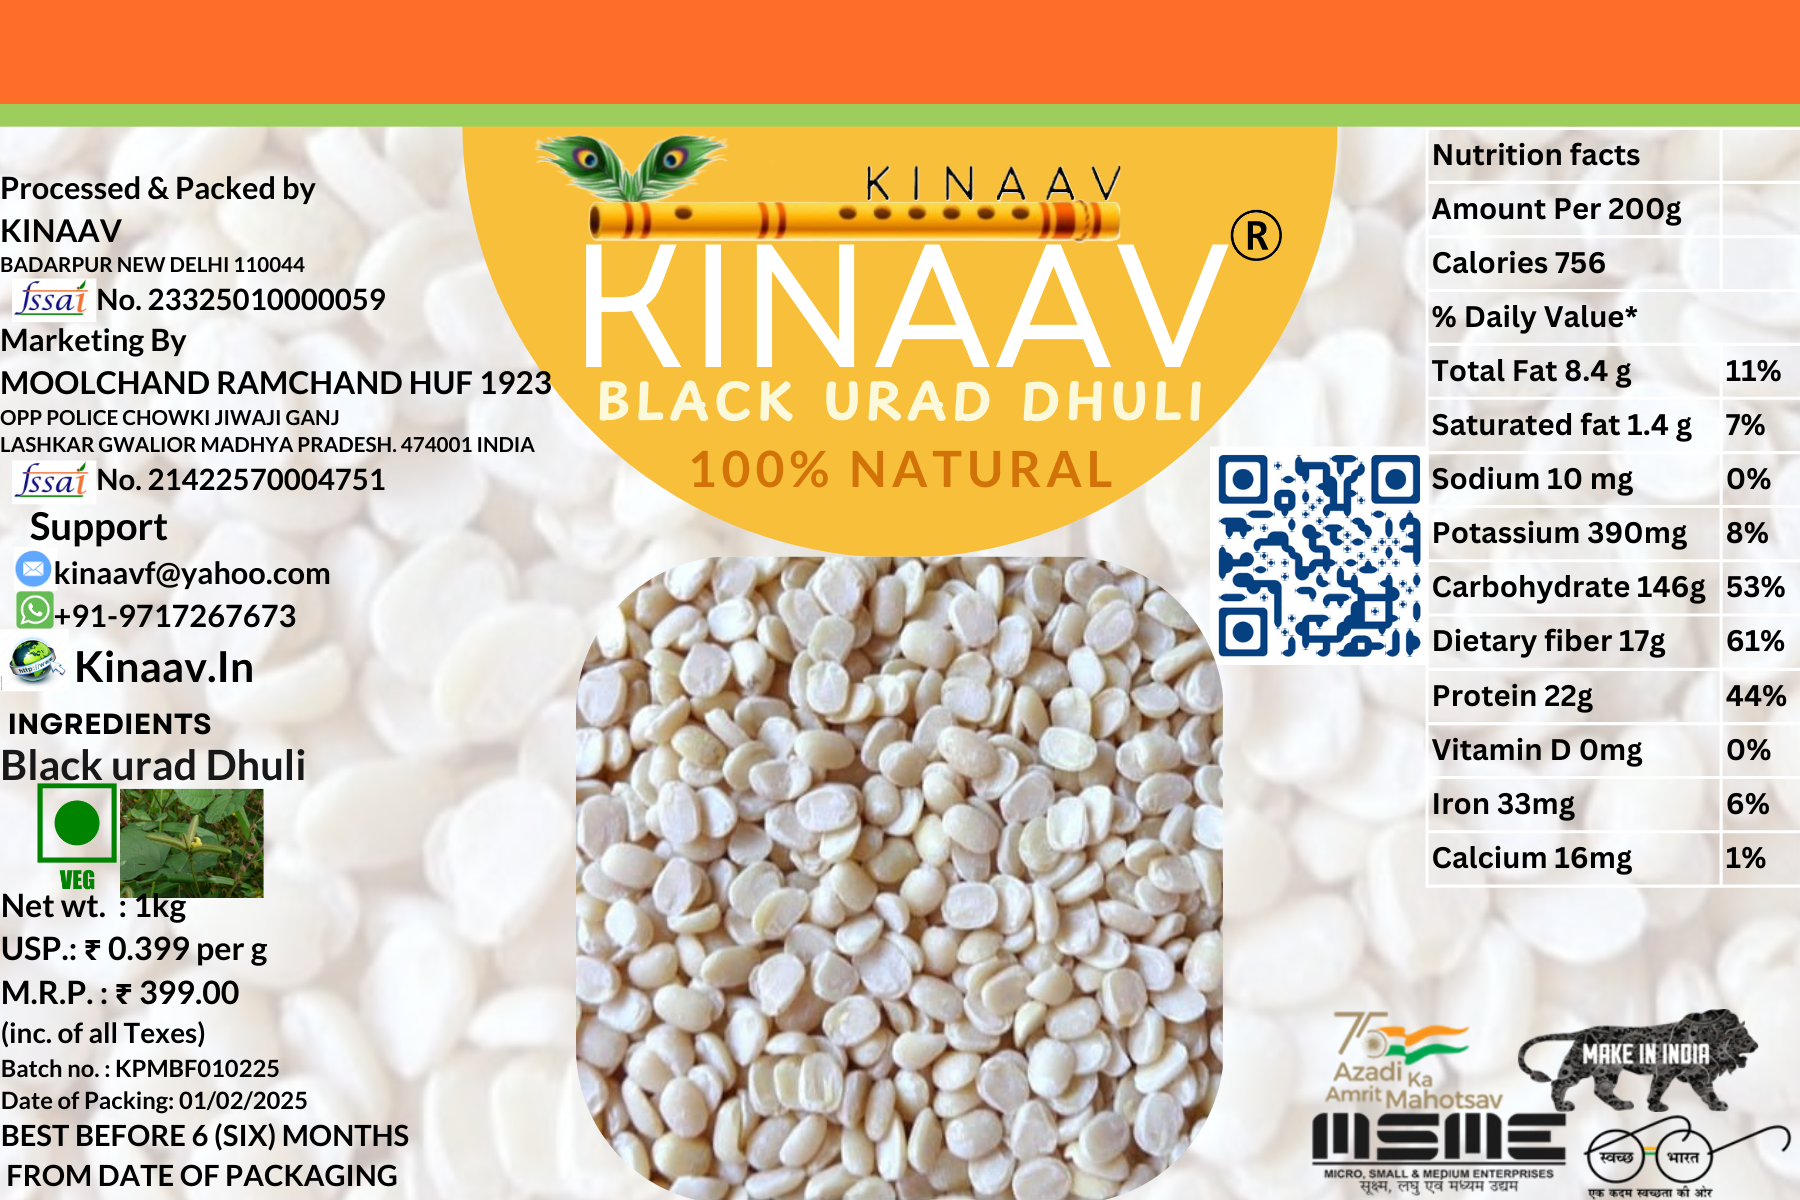 Processed & Packed by
KINAAV
BADARPUR NEW DELHI 110044
fssai No. 23325010000059
Marketing By
MOOLCHAND RAMCHAND HUF 1923
OPP POLICE CHOWKI JIWAJI GANJ
LASHKAR GWALIOR MADHYA PRADESH. 474001 INDIA
fssai No. 21422570004751
Support
kinaavf@yahoo.com
+91-9717267673
http://www
Kinaav.In
INGREDIENTS
Black urad Dhuli
VEG
Net wt. : 1kg
USP.: ₹ 0.399 per g
M.R.P. : ₹ 399.00
(inc. of all Texes)
Batch no. : KPMBF010225
Date of Packing: 01/02/2025
BEST BEFORE 6 (SIX) MONTHS
FROM DATE OF PACKAGING
KINAAV
KINAAV®
BLACK URAD DHULI
100% NATURAL
Nutrition facts
Amount Per 200g
Calories 756
% Daily Value*
Total Fat 8.4 g 11%
Saturated fat 1.4 g 7%
Sodium 10 mg 0%
Potassium 390mg 8%
Carbohydrate 146g 53%
Dietary fiber 17g 61%
Protein 22g 44%
Vitamin D 0mg 0%
Iron 33mg 6%
Calcium 16mg 1%
75
Azadi Ka
Amrit Mahotsav
MAKE IN INDIA
MSME
MICRO, SMALL & MEDIUM ENTERPRISES
सूक्ष्म, लघु एवं मध्यम उद्यम
स्वच्छ भारत
एक कदम स्वच्छता की ओर